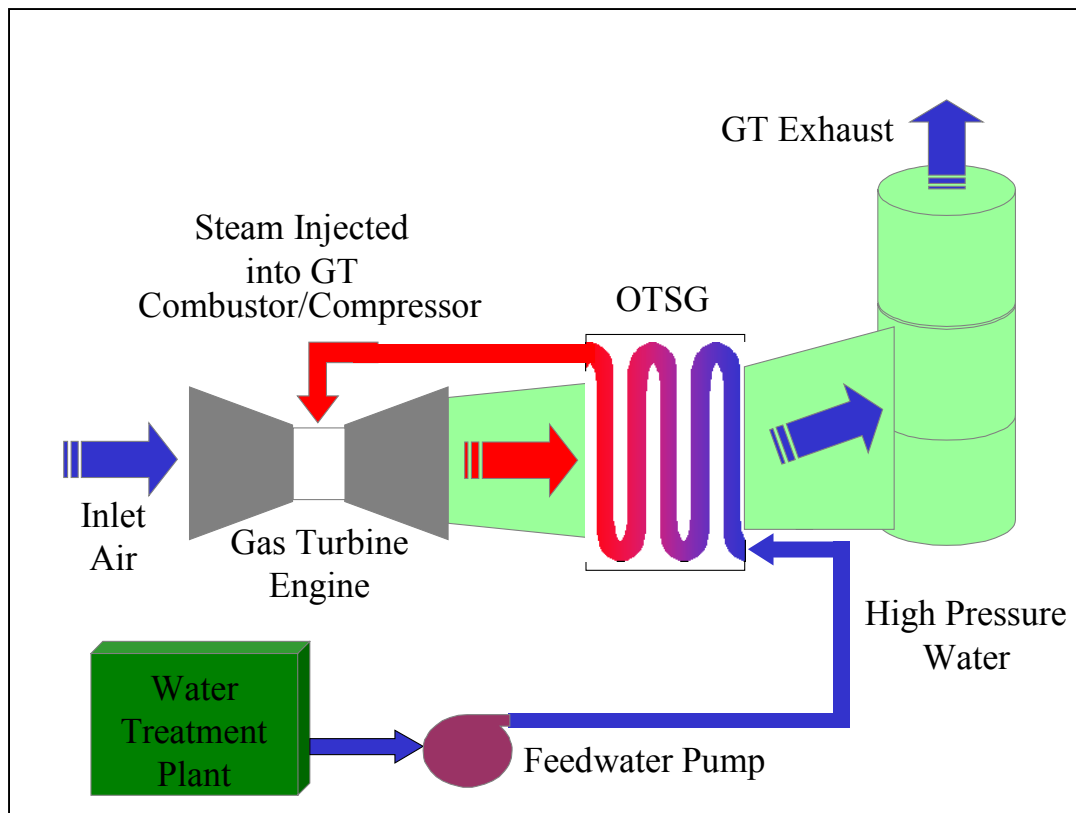 GT Exhaust
Steam Injected
into GT
Combustor/Compressor
OTSG
Inlet
Air
Gas Turbine
Engine
High Pressure
Water
Water
Treatment
Plant
Feedwater Pump